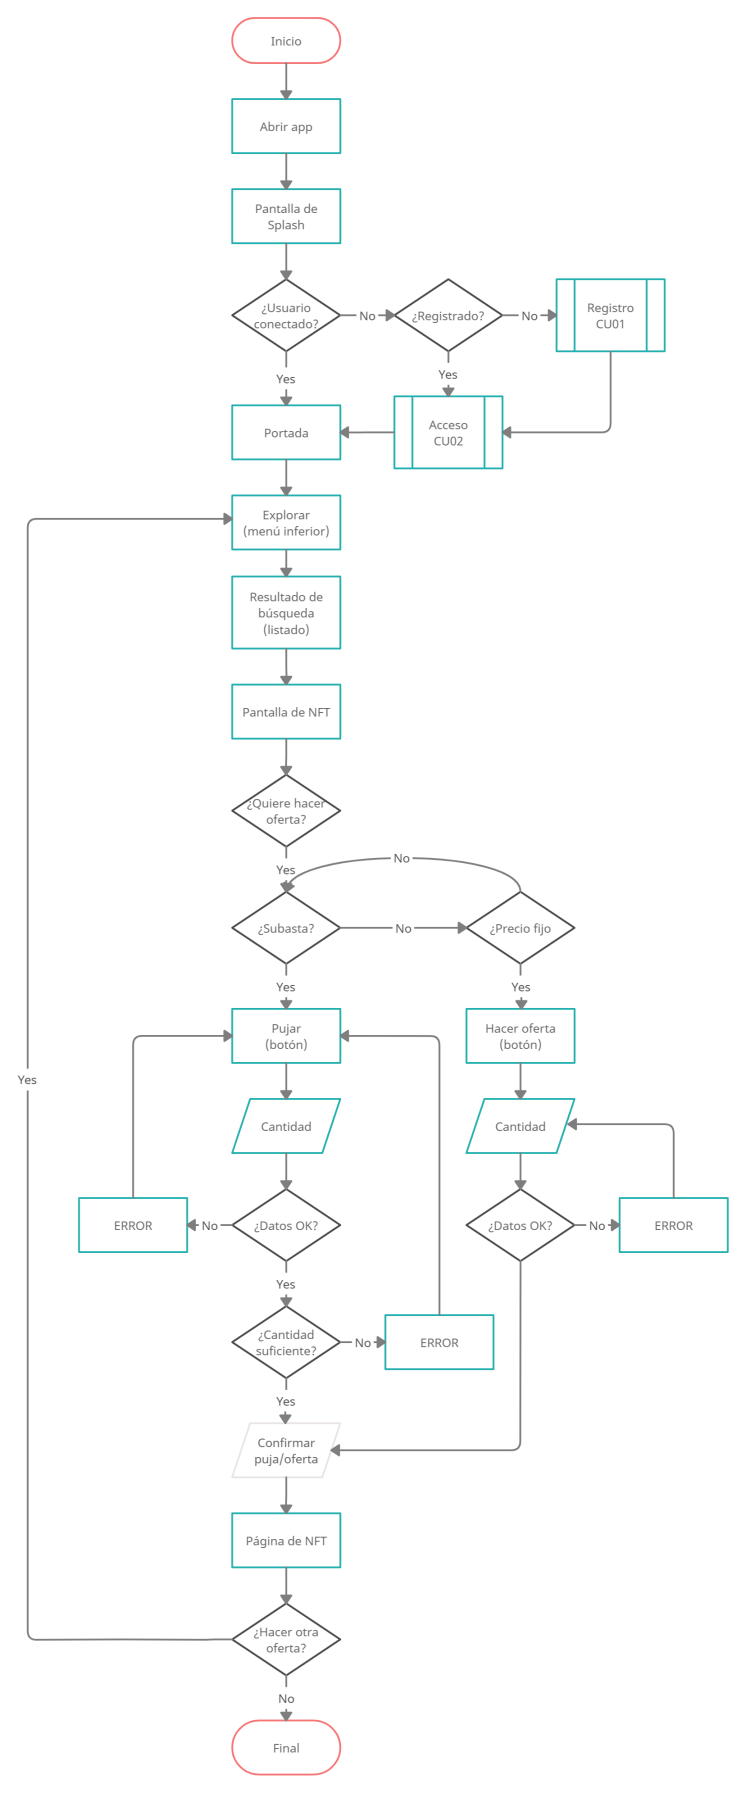 Inicio
Abrir app
Pantalla de
Splash
¿Usuario
conectado?
No
¿Registrado?
No
Registro
CU01
Yes
Yes
Portada
Acceso
CU02
Explorar
(menú inferior)
Resultado de
búsqueda
(listado)
Pantalla de NFT
¿Quiere hacer
oferta?
No
Yes
¿Subasta?
No
¿Precio fijo
Yes
Yes
Pujar
(botón)
Hacer oferta
(botón)
Yes
Cantidad
Cantidad
ERROR
No
¿Datos OK?
¿Datos OK?
No
ERROR
Yes
¿Cantidad
suficiente?
No
ERROR
Yes
Confirmar
puja/oferta
Página de NFT
¿Hacer otra
oferta?
No
Final